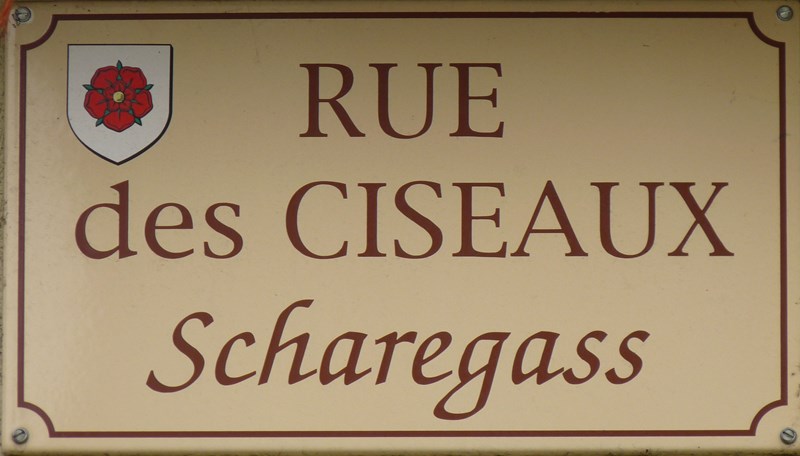 RUE
des CISEAUX
Scharegass